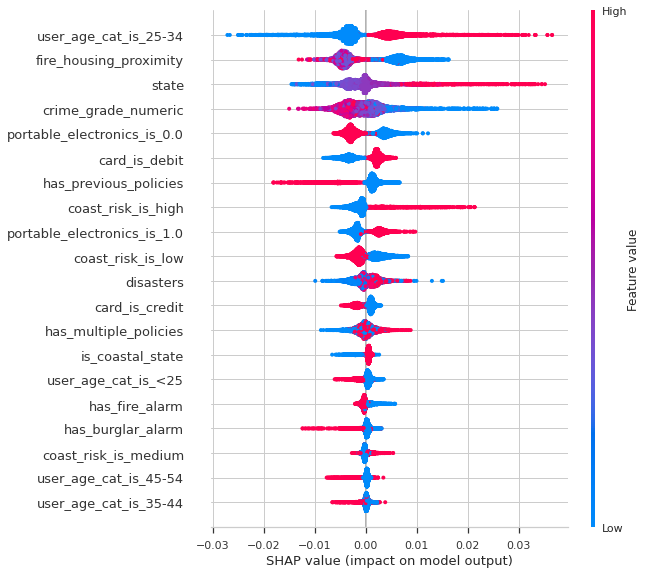 High
user_age_cat_is_25-34
fire_housing_proximity
state
crime_grade_numeric
portable_electronics_is_0.0
card_is_debit
has_previous_policies
coast_risk_is_high
portable_electronics_is_1.0
coast_risk_is_low
disasters
card_is_credit
has_multiple_policies
is_coastal_state
user_age_cat_is_<25
has_fire_alarm
has_burglar_alarm
coast_risk_is_medium
user_age_cat_is_45-54
user_age_cat_is_35-44
Feature value
Low
−0.03 −0.02 −0.01 0.00 0.01 0.02 0.03
SHAP value (impact on model output)